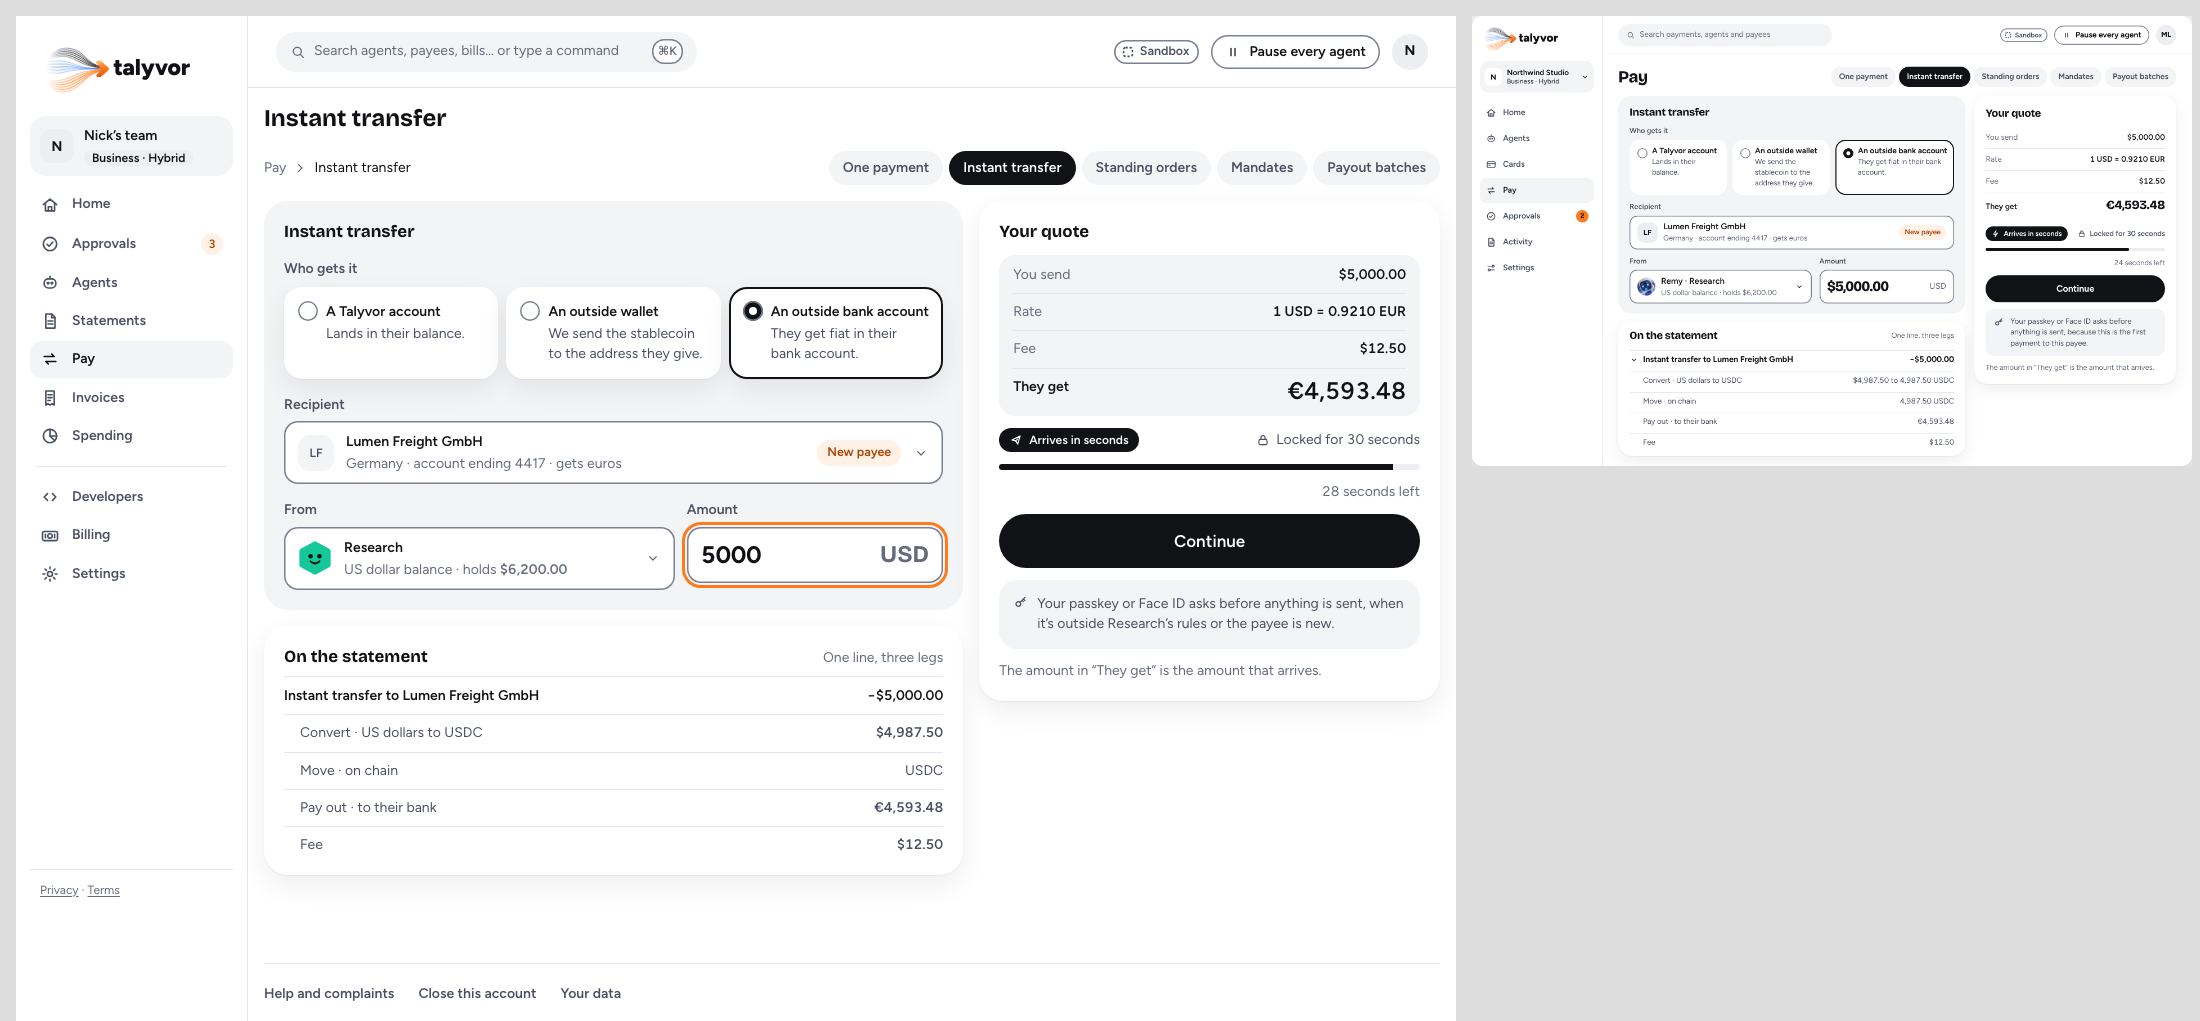 talyvor
N
Nick's team
Business · Hybrid
Home
Approvals
3
Agents
Statements
Pay
Invoices
Spending
Developers
Billing
Settings
Privacy · Terms
Search agents, payees, bills... or type a command
⌘K
Sandbox
Pause every agent
N
Instant transfer
Pay > Instant transfer
One payment
Instant transfer
Standing orders
Mandates
Payout batches
Instant transfer
Who gets it
A Talyvor account
Lands in their balance.
An outside wallet
We send the stablecoin
to the address they give.
An outside bank account
They get fiat in their
bank account.
Recipient
LF
Lumen Freight GmbH
Germany · account ending 4417 · gets euros
New payee
From
Research
US dollar balance · holds $6,200.00
Amount
5000 USD
On the statement
One line, three legs
Instant transfer to Lumen Freight GmbH -$5,000.00
Convert · US dollars to USDC $4,987.50
Move · on chain USDC
Pay out · to their bank €4,593.48
Fee $12.50
Your quote
You send $5,000.00
Rate 1 USD = 0.9210 EUR
Fee $12.50
They get €4,593.48
Arrives in seconds
Locked for 30 seconds
28 seconds left
Continue
Your passkey or Face ID asks before anything is sent, when
it's outside Research's rules or the payee is new.
The amount in "They get" is the amount that arrives.
Help and complaints
Close this account
Your data
talyvor
N
Northwind Studio
Business · Hybrid
Home
Agents
Cards
Pay
Approvals
2
Activity
Settings
Search payments, agents and payees
Sandbox
Pause every agent
ML
Pay
One payment
Instant transfer
Standing orders
Mandates
Payout batches
Instant transfer
Who gets it
A Talyvor account
Lands in their
balance.
An outside wallet
We send the
stablecoin to the
address they give.
An outside bank account
They get fiat in their bank
account.
Recipient
LF
Lumen Freight GmbH
Germany · account ending 4417 · gets euros
New payee
From
Remy · Research
US dollar balance · holds $6,200.00
Amount
$5,000.00 USD
On the statement
One line, three legs
Instant transfer to Lumen Freight GmbH -$5,000.00
Convert · US dollars to USDC $4,987.50 to 4,987.50 USDC
Move · on chain 4,987.50 USDC
Pay out · to their bank €4,593.48
Fee $12.50
Your quote
You send $5,000.00
Rate 1 USD = 0.9210 EUR
Fee $12.50
They get €4,593.48
Arrives in seconds
Locked for 30 seconds
24 seconds left
Continue
Your passkey or Face ID asks before
anything is sent, because this is the first
payment to this payee.
The amount in "They get" is the amount that arrives.